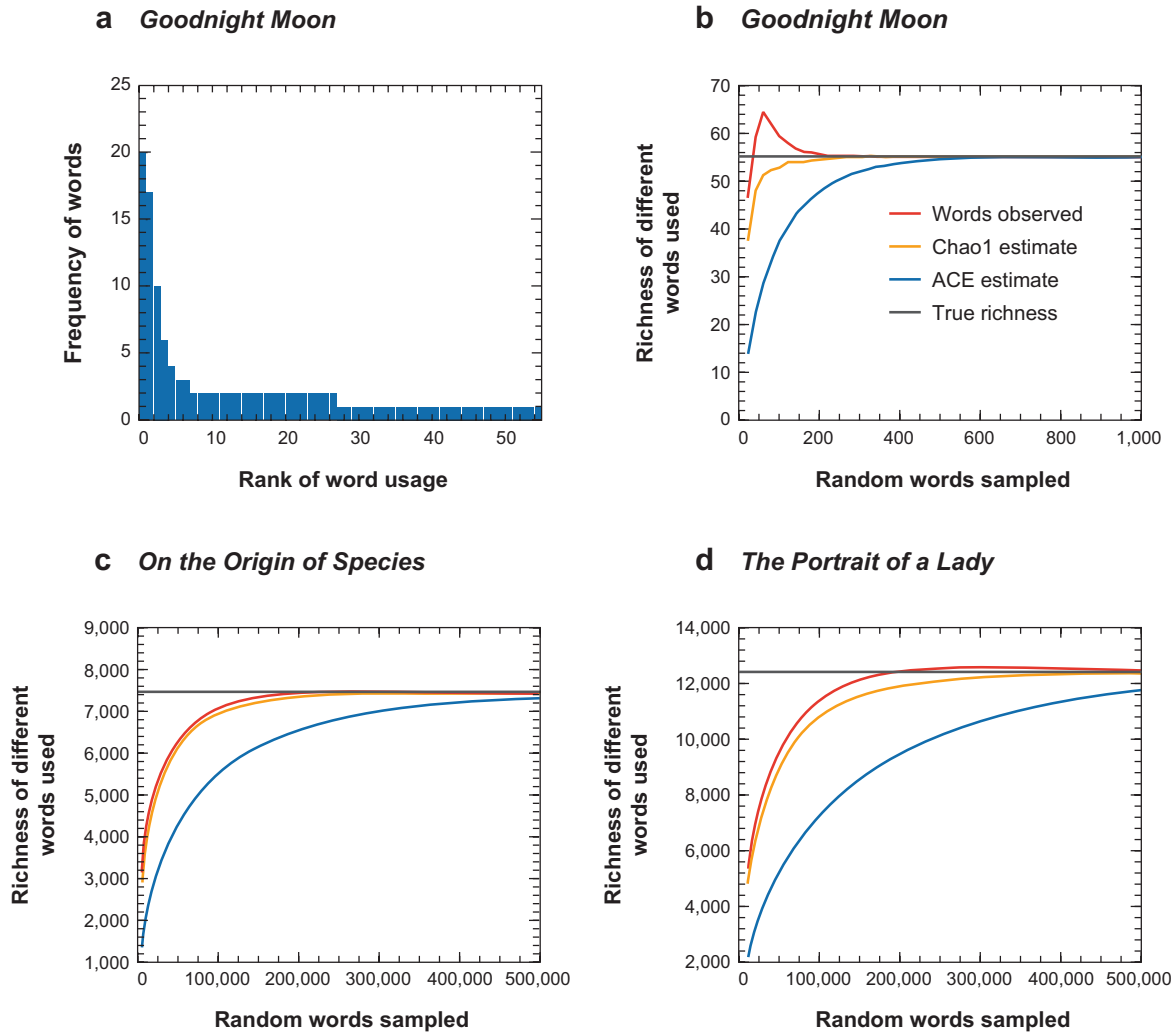 a Goodnight Moon
25
20
15
10
5
0
0 10 20 30 40 50
Frequency of words
Rank of word usage
b Goodnight Moon
70
60
50
40
30
20
10
0
0 200 400 600 800 1,000
Richness of different
words used
Random words sampled
Words observed
Chao1 estimate
ACE estimate
True richness
c On the Origin of Species
9,000
8,000
7,000
6,000
5,000
4,000
3,000
2,000
1,000
0 100,000 200,000 300,000 400,000 500,000
Richness of different
words used
Random words sampled
d The Portrait of a Lady
14,000
12,000
10,000
8,000
6,000
4,000
2,000
0 100,000 200,000 300,000 400,000 500,000
Richness of different
words used
Random words sampled